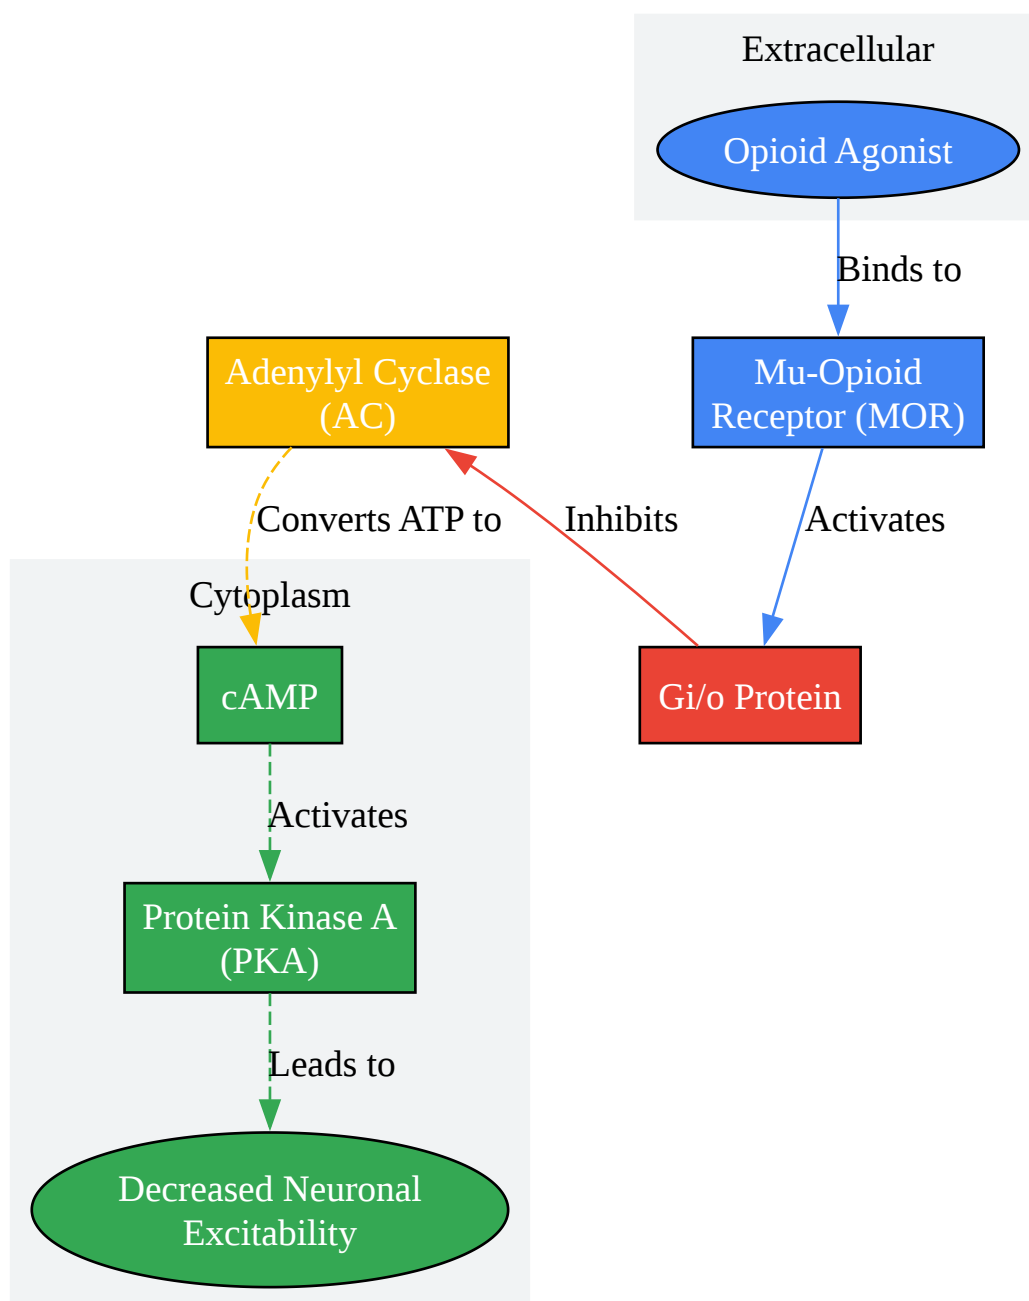 Extracellular
Opioid Agonist
Binds to
Adenylyl Cyclase
(AC)
Mu-Opioid
Receptor (MOR)
Converts ATP to
Inhibits
Activates
Cytoplasm
cAMP
Gi/o Protein
Activates
Protein Kinase A
(PKA)
Leads to
Decreased Neuronal
Excitability